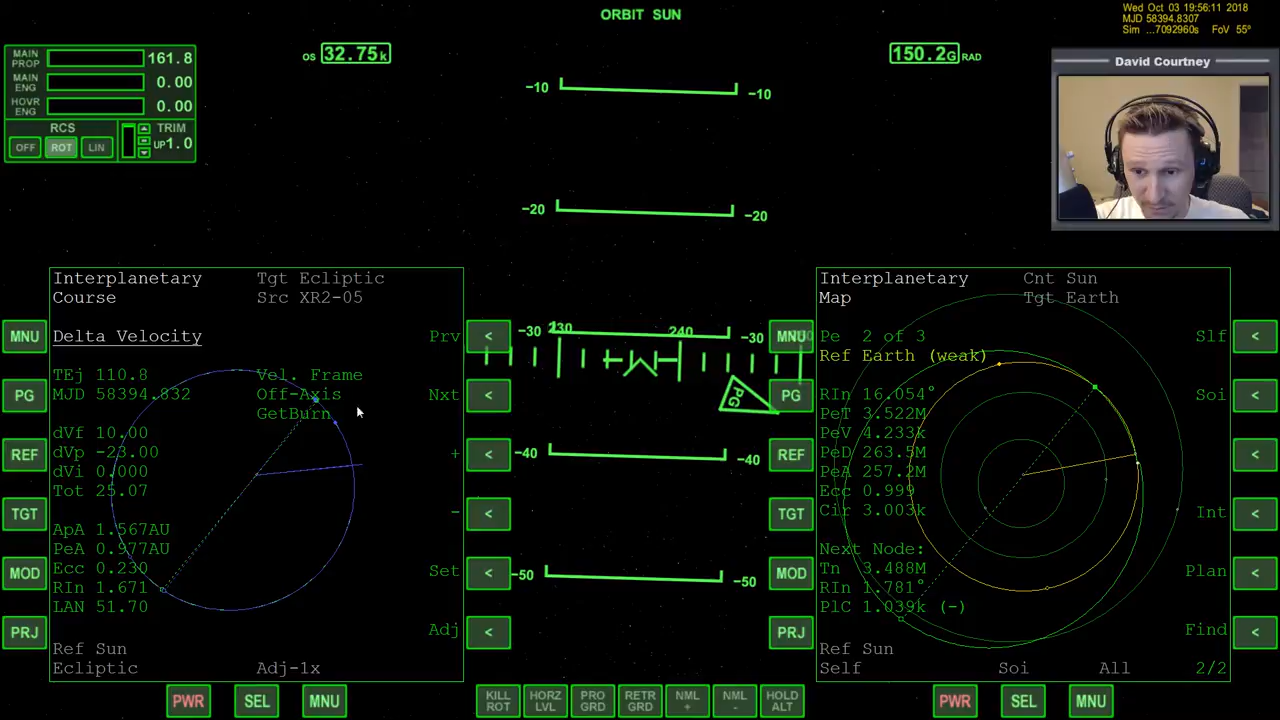 ORBIT SUN
Wed Oct 03 19:56:11 2018
MJD 58394.8307
Sim ...7092960s FoV 55º
MAIN PROP 161.8
MAIN ENG 0.00
HOVR ENG 0.00
RCS
OFF ROT LIN
TRIM
UP 1.0
OS 32.75k
150.2G RAD
David Courtney
-10 -10
-20 -20
-30 230 240 -30
-40 -40
-50 -50
PG
Interplanetary Tgt Ecliptic
Course Src XR2-05
Delta Velocity
TEj 110.8 Vel. Frame
MJD 58394.832 Off-Axis
GetBurn
dVf 10.00
dVp -23.00
dVi 0.000
Tot 25.07
ApA 1.567AU
PeA 0.977AU
Ecc 0.230
RIn 1.671
LAN 51.70
Ref Sun
Ecliptic Adj-1x
MNU
PG
REF
TGT
MOD
PRJ
Prv <
Nxt <
+ <
- <
Set <
Adj <
PWR SEL MNU
KILL ROT
HORZ LVL
PRO GRD
RETR GRD
NML +
NML -
HOLD ALT
Interplanetary Cnt Sun
Map Tgt Earth
Pe 2 of 3
Ref Earth (weak)
RIn 16.054°
PeT 3.522M
PeV 4.233k
PeD 263.5M
PeA 257.2M
Ecc 0.999
Cir 3.003k
Next Node:
Tn 3.488M
RIn 1.781°
PlC 1.039k (-)
Ref Sun
Self Soi All 2/2
MNU
PG
REF
TGT
MOD
PRJ
Slf <
Soi <
<
Int <
Plan <
Find <
PWR SEL MNU